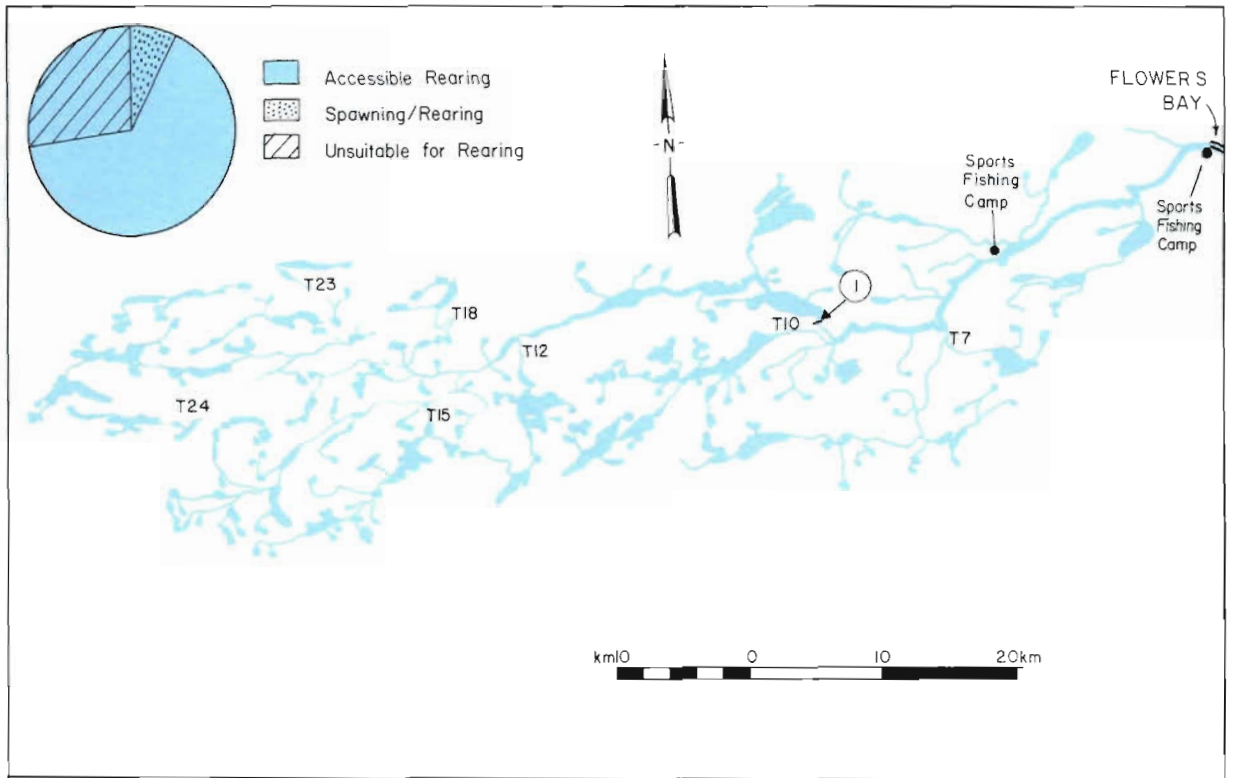 Accessible Rearing
Spawning/Rearing
Unsuitable for Rearing
-N-
FLOWERS
BAY
Sports
Fishing
Camp
Sports
Fishing
Camp
T23
T18
1
T10
T7
T12
T24
T15
km10 0 10 20km